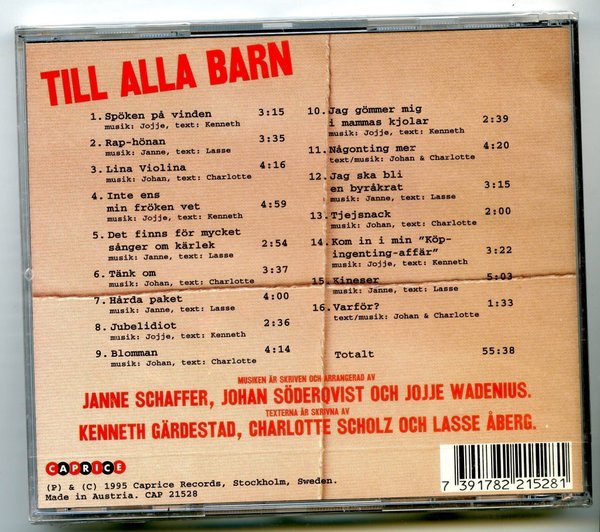 TILL ALLA BARN
1. Spöken på vinden 3:15
musik: Jojje, text: Kenneth
2. Rap-hönan 3:35
musik: Janne, text: Lasse
3. Lina Violina 4:16
musik: Johan, text: Charlotte
4. Inte ens
min fröken vet 4:59
musik: Jojje, text: Kenneth
5. Det finns för mycket
sånger om kärlek 2:54
musik: Janne, text: Lasse
6. Tänk om 3:37
musik: Johan, text: Charlotte
7. Hårda paket 4:00
musik: Janne, text: Lasse
8. Jubelidiot 2:36
musik: Jojje, text: Kenneth
9. Blomman 4:14
musik: Johan, text: Charlotte
10. Jag gömmer mig
i mammas kjolar 2:39
musik: Jojje, text: Kenneth
11. Någonting mer 4:20
text/musik: Johan & Charlotte
12. Jag ska bli
en byråkrat 3:15
musik: Janne, text: Lasse
13. Tjejsnack 2:00
musik: Johan, text: Charlotte
14. Kom in i min "Köp-
ingenting-affär" 3:22
musik: Jojje, text: Kenneth
15. Kineser 5:03
musik: Janne, text: Lasse
16. Varför? 1:33
text/musik: Johan & Charlotte
Totalt 55:38
MUSIKEN ÄR SKRIVEN OCH ARRANGERAD AV
JANNE SCHAFFER, JOHAN SÖDERQVIST OCH JOJJE WADENIUS.
TEXTERNA ÄR SKRIVNA AV
KENNETH GÄRDESTAD, CHARLOTTE SCHOLZ OCH LASSE ÅBERG.
CAPRICE
(P) & (C) 1995 Caprice Records, Stockholm, Sweden.
Made in Austria. CAP 21528
7 391782 215281